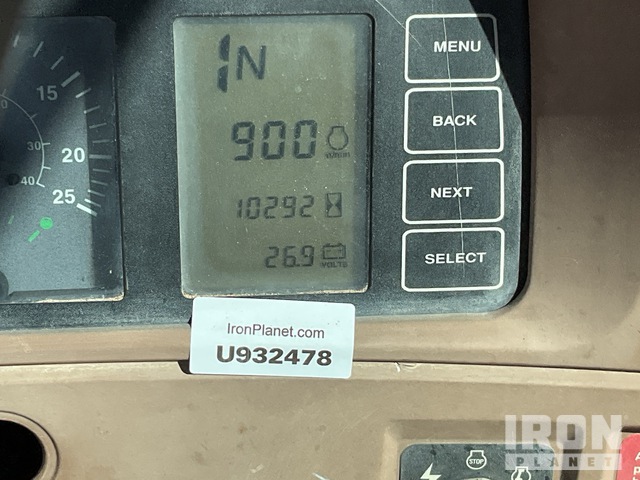 1N
MENU
15
900
BACK
20
30
40
25
10292
NEXT
26.9 VOLTS
SELECT
IronPlanet.com
U932478
STOP
IRON
PLANET